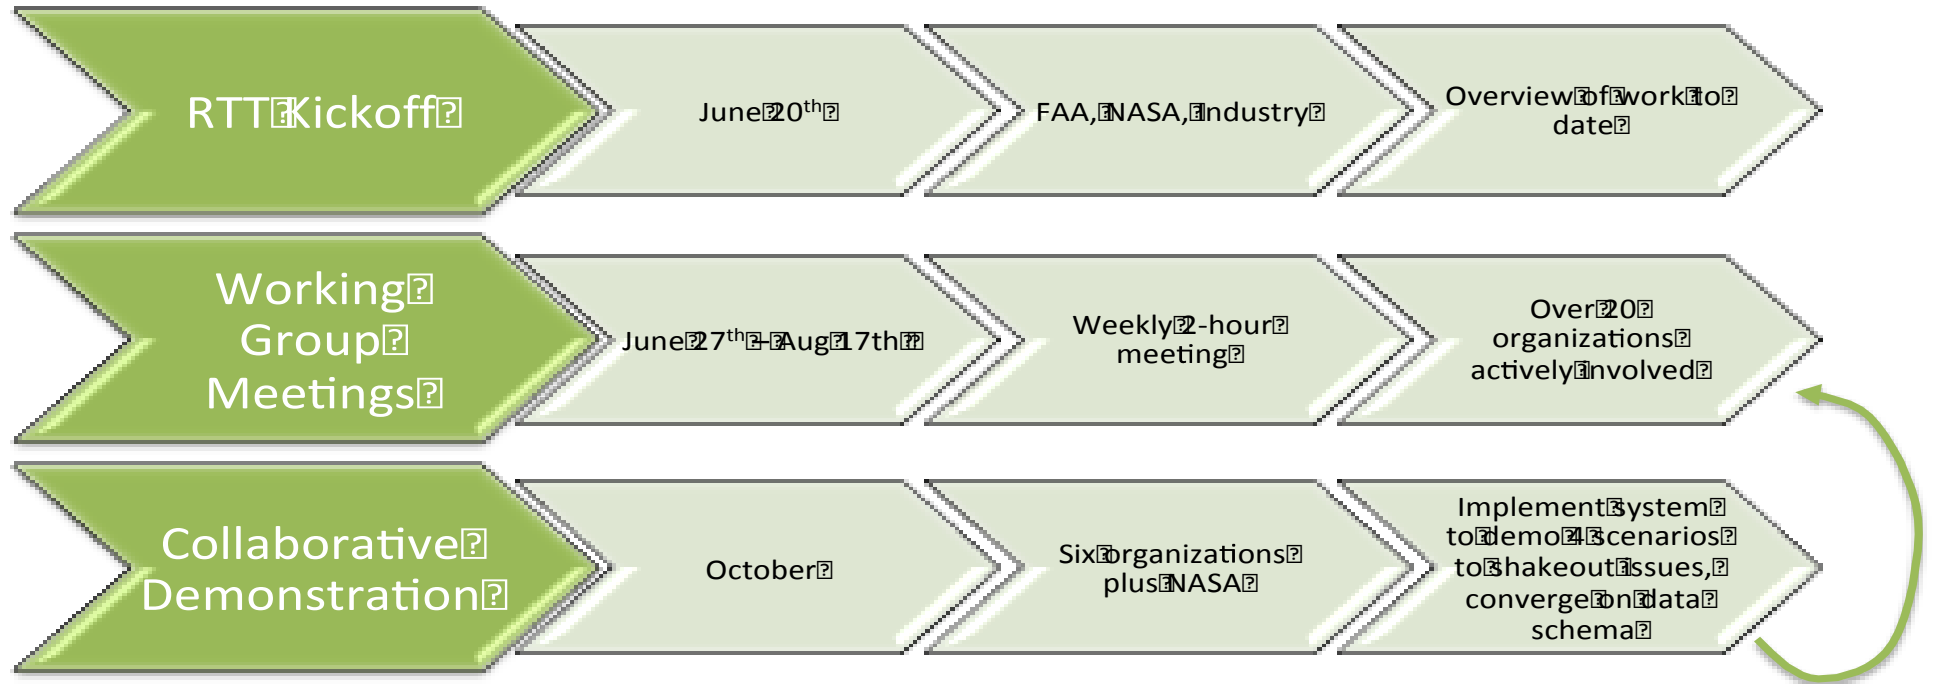 RTT Kickoff
June 20th
FAA, NASA, Industry
Overview of work to
date
Working
Group
Meetings
June 27th – Aug 17th
Weekly 2-hour
meeting
Over 20
organizations
actively involved
Collaborative
Demonstration
October
Six organizations
plus NASA
Implement system
to demo 4 scenarios
to shakeout issues,
converge on data
schema